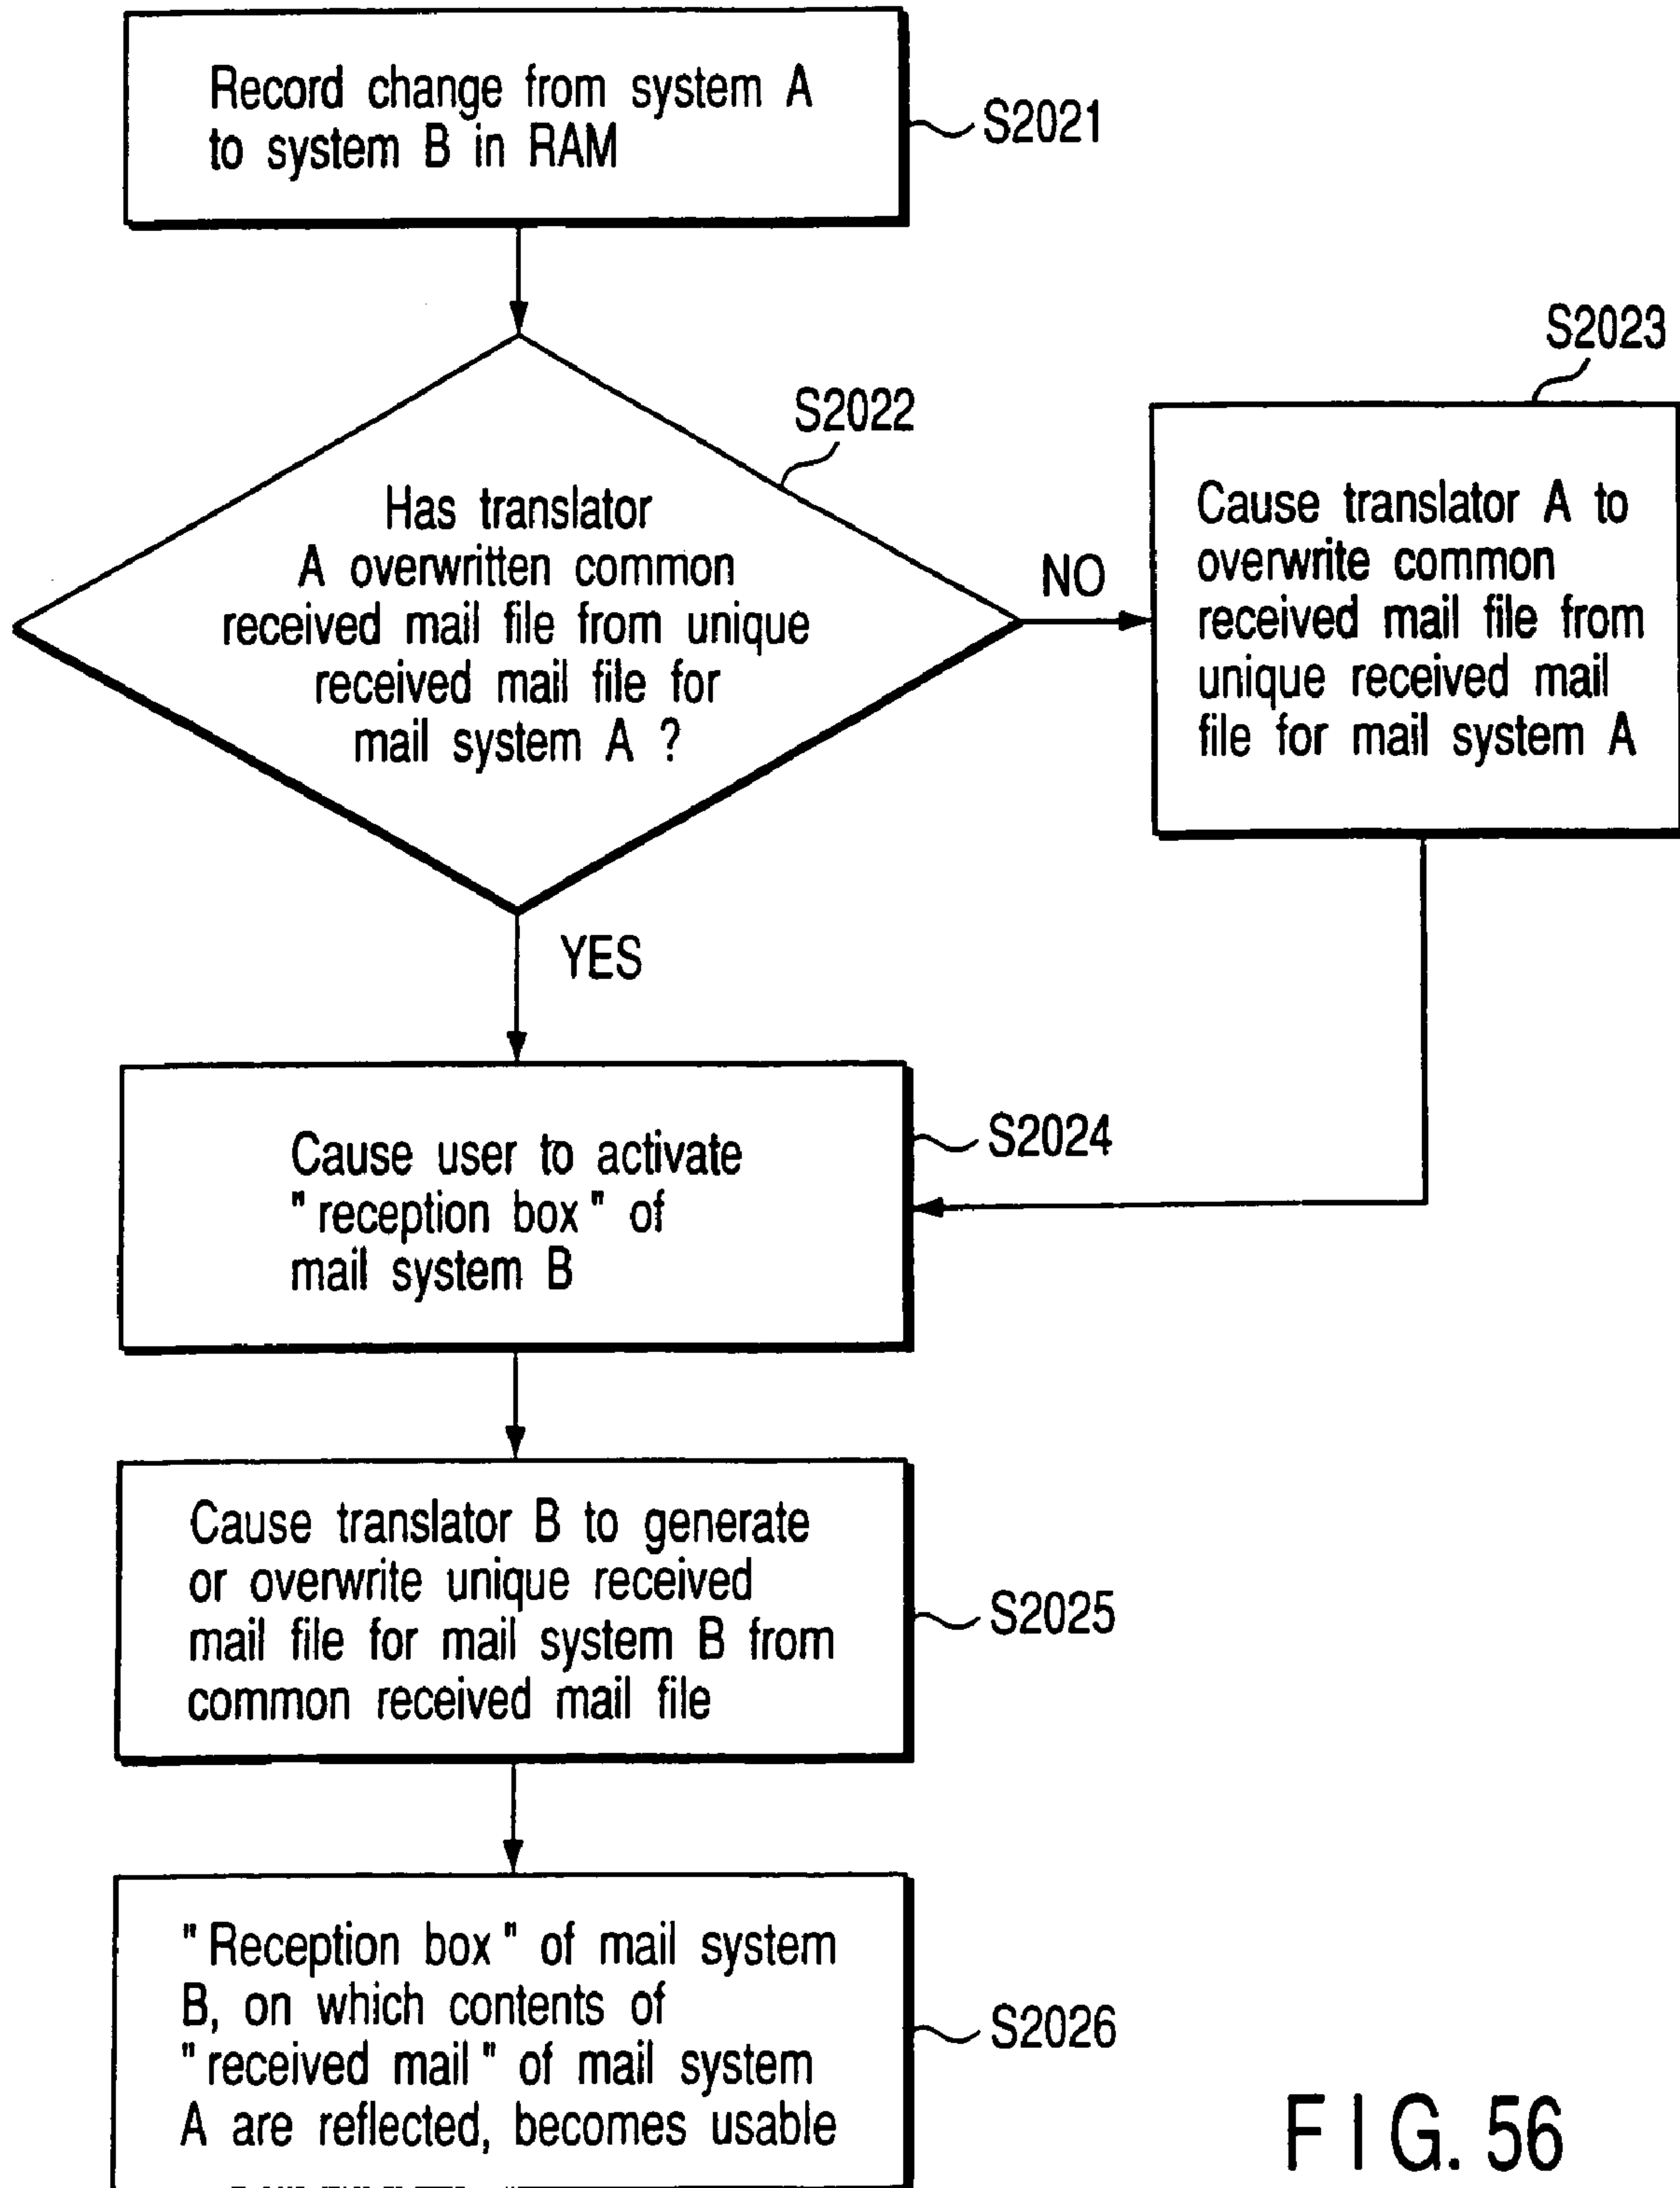 Record change from system A
to system B in RAM
S2021
S2022
Has translator
A overwritten common
received mail file from unique
received mail file for
mail system A ?
NO
S2023
Cause translator A to
overwrite common
received mail file from
unique received mail
file for mail system A
YES
Cause user to activate
"reception box" of
mail system B
S2024
Cause translator B to generate
or overwrite unique received
mail file for mail system B from
common received mail file
S2025
"Reception box" of mail system
B, on which contents of
"received mail" of mail system
A are reflected, becomes usable
S2026
FIG. 56